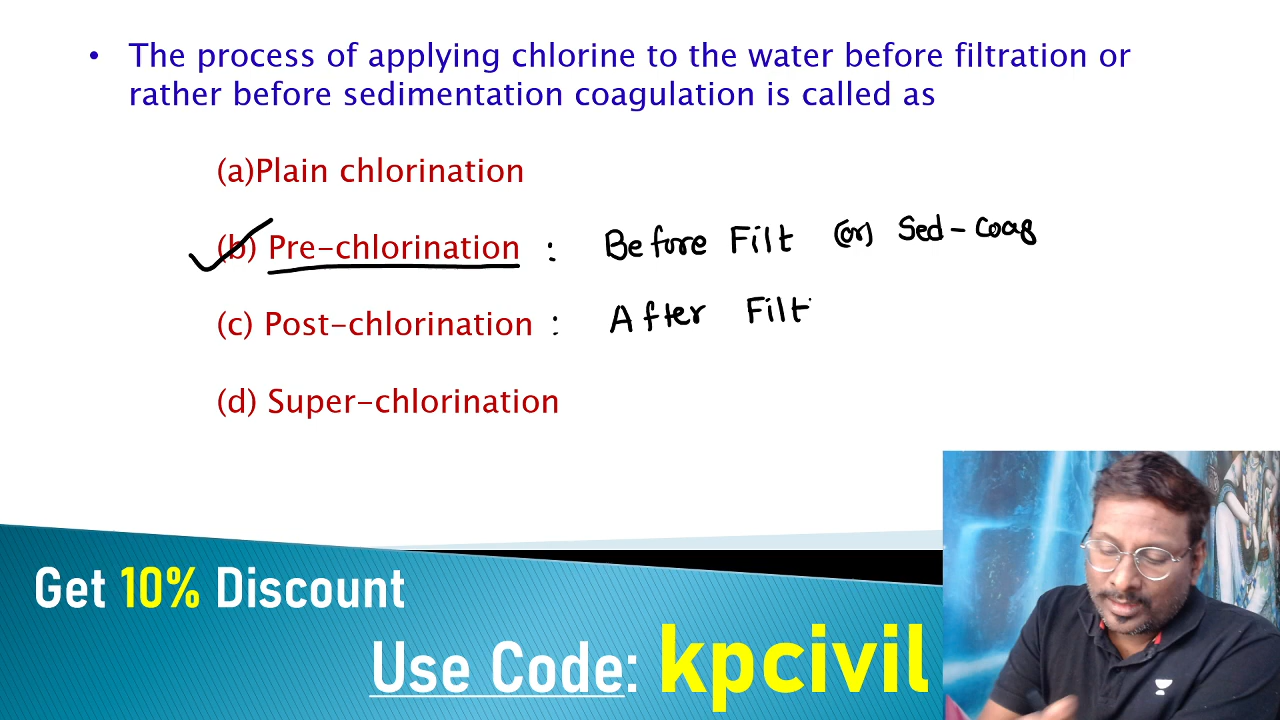 • The process of applying chlorine to the water before filtration or
rather before sedimentation coagulation is called as
(a)Plain chlorination
(b) Pre-chlorination : Before Filt (or) Sed-Coag
(c) Post-chlorination : After Filt
(d) Super-chlorination
Get 10% Discount
Use Code: kpcivil